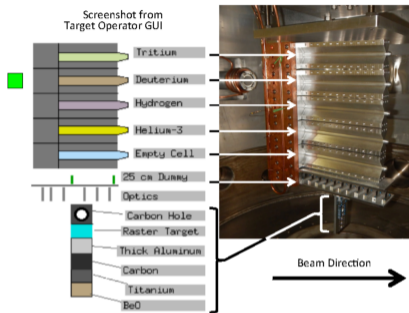 Screenshot from
Target Operator GUI
Tritium
Deuterium
Hydrogen
Helium-3
Empty Cell
25 cm Dummy
Optics
Carbon Hole
Raster Target
Thick Aluminum
Carbon
Titanium
BeO
Beam Direction